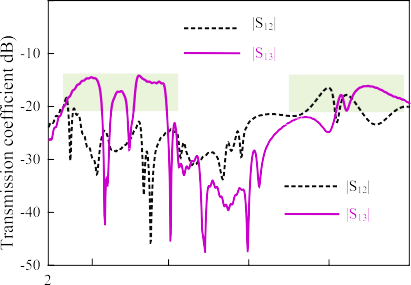 |S12|
|S13|
Transmission coefficient dB)
-10
-20
-30
-40
-50
|S12|
|S13|
2